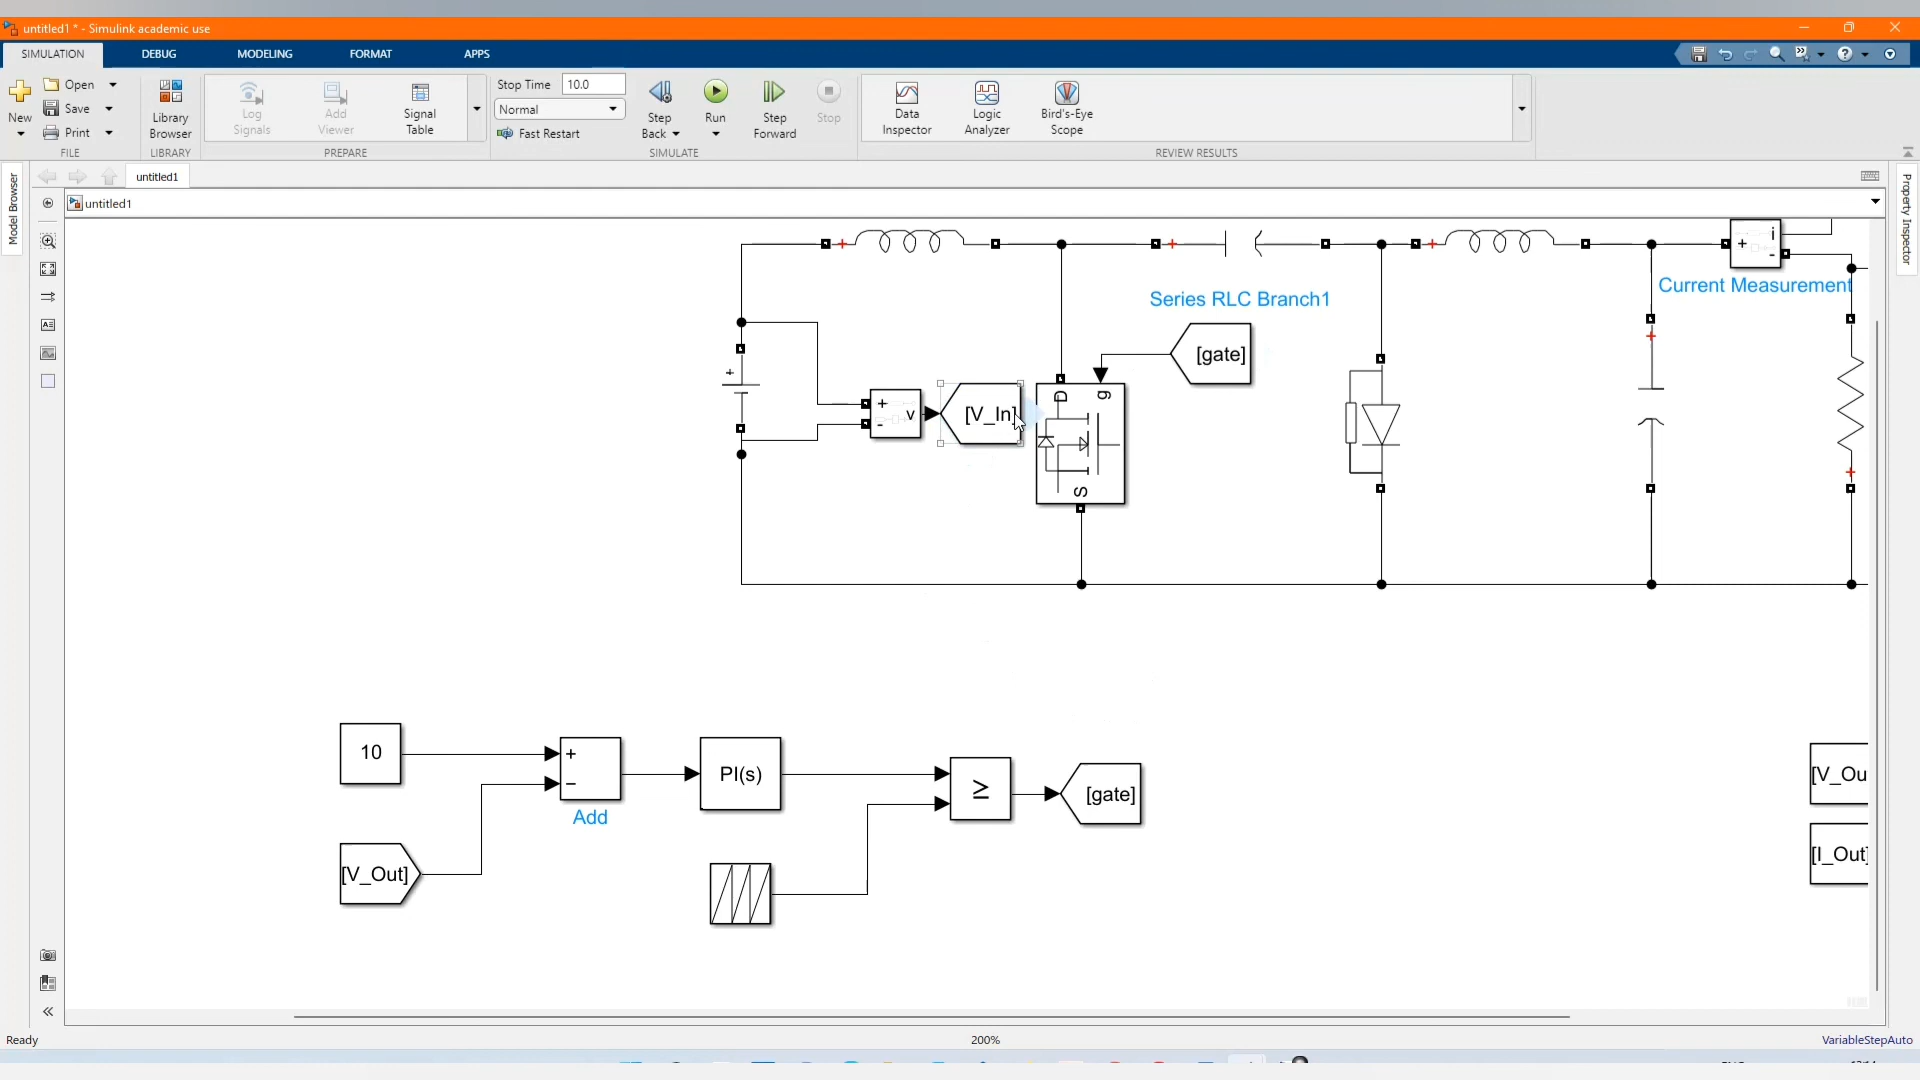 untitled1 * - Simulink academic use
SIMULATION
DEBUG
MODELING
FORMAT
APPS
New
Open
Save
Print
FILE
Library
Browser
LIBRARY
Log
Signals
Add
Viewer
Signal
Table
PREPARE
Stop Time
10.0
Normal
Fast Restart
Step
Back
Run
Step
Forward
Stop
SIMULATE
Data
Inspector
Logic
Analyzer
Bird's-Eye
Scope
REVIEW RESULTS
Model Browser
untitled1
untitled1
Property Inspector
i
+
-
Current Measurement
Series RLC Branch1
[gate]
+
-
v
[V_In]
D
g
S
10
+
−
Add
[V_Out]
PI(s)
≥
[gate]
[V_Ou
[I_Out]
Ready
200%
VariableStepAuto